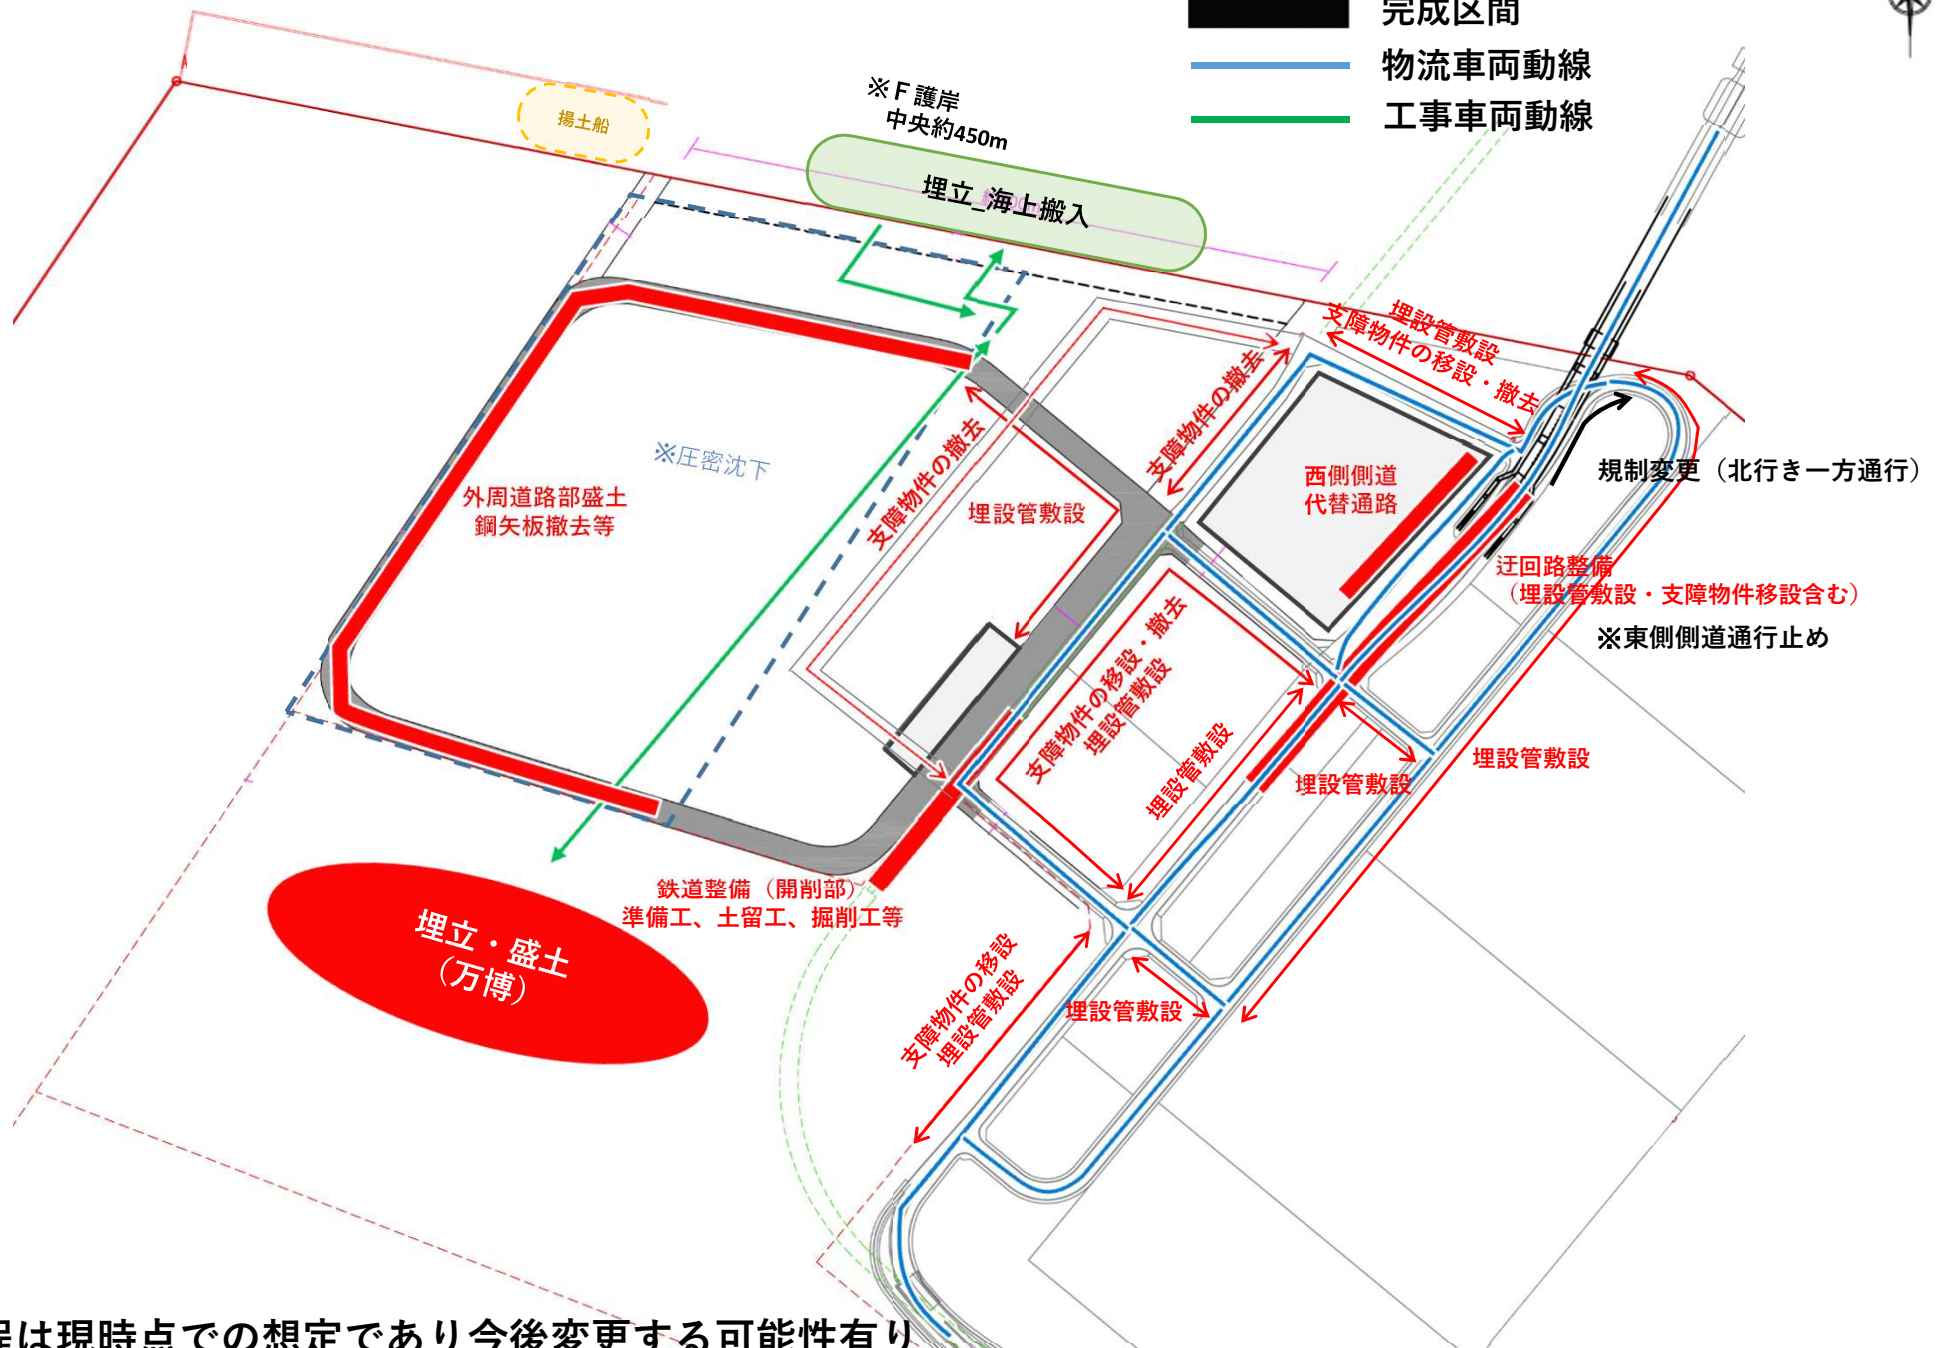 完成区間
物流車両動線
工事車両動線
※F護岸
中央約450m
揚土船
埋立_海上搬入
埋設管敷設
支障物件の移設・撤去
支障物件の撤去
※圧密沈下
外周道路部盛土
鋼矢板撤去等
支障物件の撤去
埋設管敷設
西側側道
代替通路
規制変更（北行き一方通行）
迂回路整備
（埋設管敷設・支障物件移設含む）
※東側側道通行止め
支障物件の移設・撤去
埋設管敷設
埋設管敷設
埋設管敷設
埋設管敷設
鉄道整備（開削部）
準備工、土留工、掘削工等
埋立・盛土
（万博）
支障物件の移設
埋設管敷設
埋設管敷設
は現時点での想定であり今後変更する可能性有り